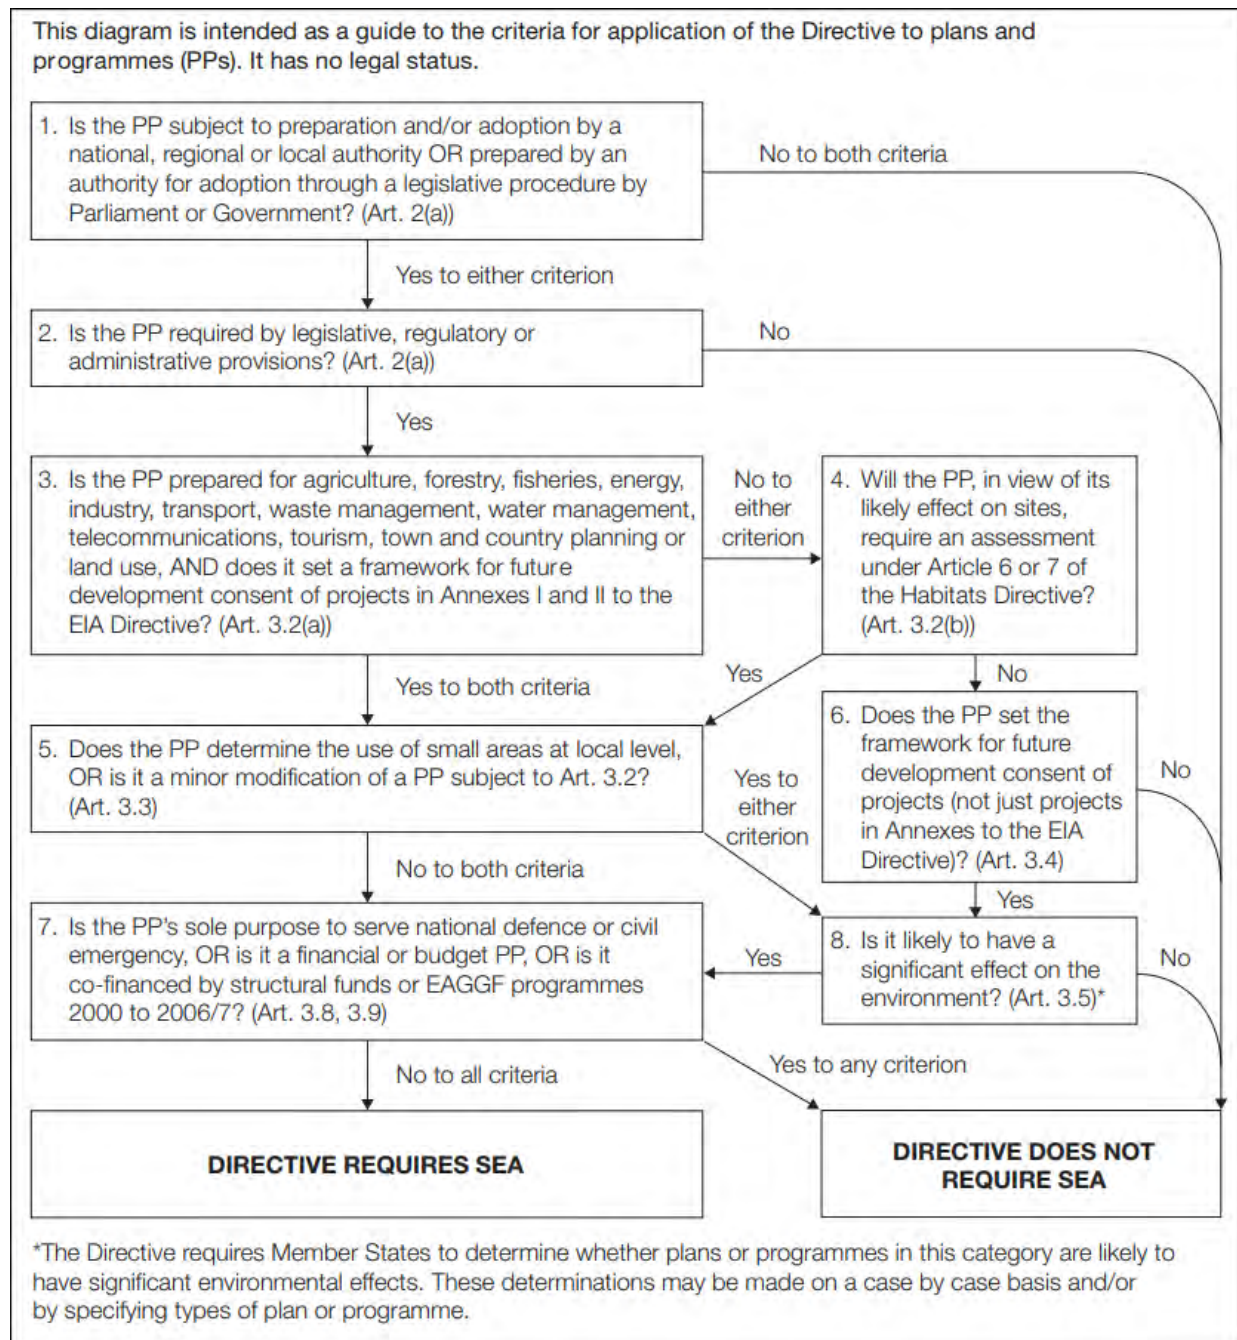 This diagram is intended as a guide to the criteria for application of the Directive to plans and
programmes (PPs). It has no legal status.
1. Is the PP subject to preparation and/or adoption by a
national, regional or local authority OR prepared by an
authority for adoption through a legislative procedure by
Parliament or Government? (Art. 2(a))
No to both criteria
Yes to either criterion
2. Is the PP required by legislative, regulatory or
administrative provisions? (Art. 2(a))
No
Yes
3. Is the PP prepared for agriculture, forestry, fisheries, energy,
industry, transport, waste management, water management,
telecommunications, tourism, town and country planning or
land use, AND does it set a framework for future
development consent of projects in Annexes I and II to the
EIA Directive? (Art. 3.2(a))
No to
either
criterion
4. Will the PP, in view of its
likely effect on sites,
require an assessment
under Article 6 or 7 of
the Habitats Directive?
(Art. 3.2(b))
Yes to both criteria
Yes
No
5. Does the PP determine the use of small areas at local level,
OR is it a minor modification of a PP subject to Art. 3.2?
(Art. 3.3)
Yes to
either
criterion
6. Does the PP set the
framework for future
development consent of
projects (not just projects
in Annexes to the EIA
Directive)? (Art. 3.4)
No
No to both criteria
Yes
7. Is the PP's sole purpose to serve national defence or civil
emergency, OR is it a financial or budget PP, OR is it
co-financed by structural funds or EAGGF programmes
2000 to 2006/7? (Art. 3.8, 3.9)
Yes
8. Is it likely to have a
significant effect on the
environment? (Art. 3.5)*
No
No to all criteria
Yes to any criterion
DIRECTIVE REQUIRES SEA
DIRECTIVE DOES NOT
REQUIRE SEA
*The Directive requires Member States to determine whether plans or programmes in this category are likely to
have significant environmental effects. These determinations may be made on a case by case basis and/or
by specifying types of plan or programme.